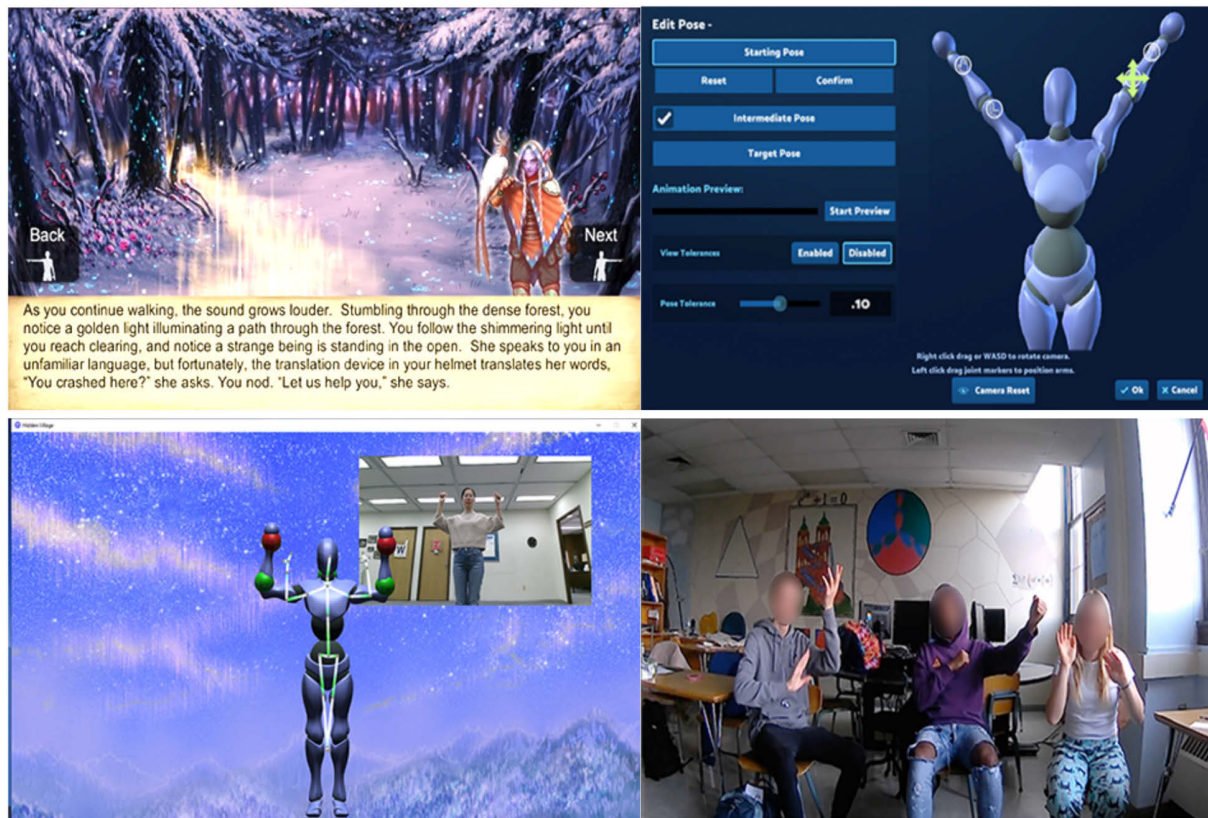 Back
Next
As you continue walking, the sound grows louder.  Stumbling through the dense forest, you
notice a golden light illuminating a path through the forest. You follow the shimmering light until
you reach clearing, and notice a strange being is standing in the open.  She speaks to you in an
unfamiliar language, but fortunately, the translation device in your helmet translates her words,
"You crashed here?" she asks. You nod. "Let us help you," she says.
Edit Pose -
Starting Pose
Reset
Confirm
Intermediate Pose
Target Pose
Animation Preview:
Start Preview
View Tolerances
Enabled
Disabled
Pose Tolerance
.10
Right click drag or WASD to rotate camera.
Left click drag joint markers to position arms.
Camera Reset
Ok
Cancel
Hidden Village
W